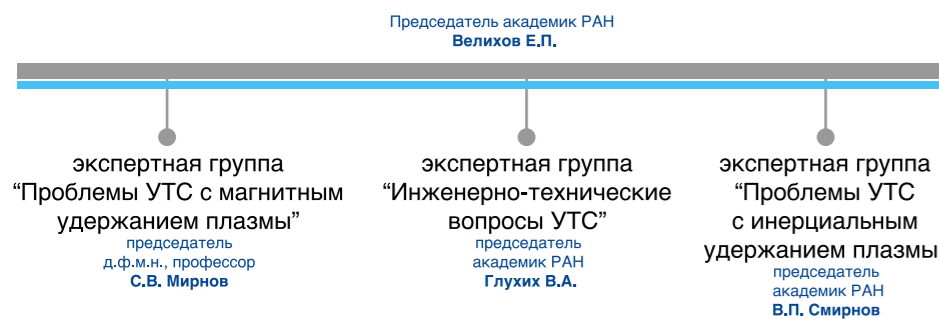 Председатель академик РАН
Велихов Е.П.
экспертная группа
“Проблемы УТС с магнитным
удержанием плазмы”
председатель
д.ф.м.н., профессор
С.В. Мирнов
экспертная группа
“Инженерно-технические
вопросы УТС”
председатель
академик РАН
Глухих В.А.
экспертная группа
“Проблемы УТС
с инерциальным
удержанием плазмы
председатель
академик РАН
В.П. Смирнов